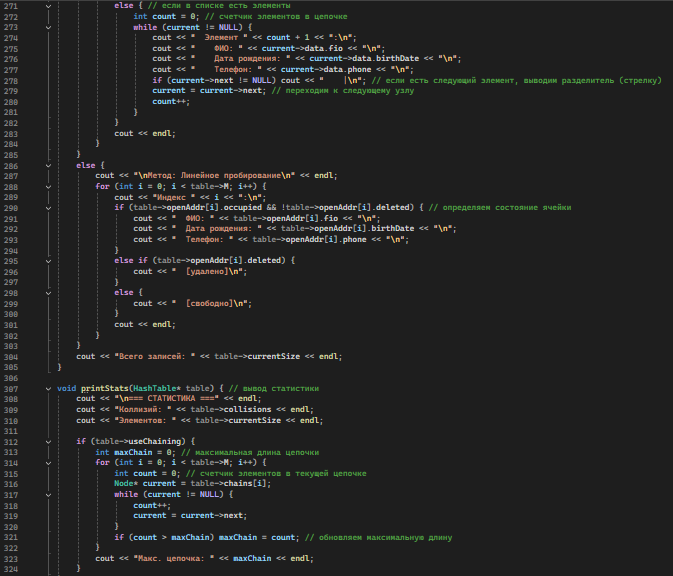 271 else { // если в списке есть элементы
272 int count = 0; // счетчик элементов в цепочке
273 while (current != NULL) {
274 cout << "  Элемент " << count + 1 << ":\n";
275 cout << "    ФИО: " << current->data.fio << "\n";
276 cout << "    Дата рождения: " << current->data.birthDate << "\n";
277 cout << "    Телефон: " << current->data.phone << "\n";
278 if (current->next != NULL) cout << "    |\n"; // если есть следующий элемент, выводим разделитель (стрелку)
279 current = current->next; // переходим к следующему узлу
280 count++;
281 }
282 }
283 cout << endl;
284 }
285 }
286 else {
287 cout << "\nМетод: Линейное пробирование\n" << endl;
288 for (int i = 0; i < table->M; i++) {
289 cout << "Индекс " << i << ":\n";
290 if (table->openAddr[i].occupied && !table->openAddr[i].deleted) { // определяем состояние ячейки
291 cout << "  ФИО: " << table->openAddr[i].fio << "\n";
292 cout << "  Дата рождения: " << table->openAddr[i].birthDate << "\n";
293 cout << "  Телефон: " << table->openAddr[i].phone << "\n";
294 }
295 else if (table->openAddr[i].deleted) {
296 cout << "  [удалено]\n";
297 }
298 else {
299 cout << "  [свободно]\n";
300 }
301 cout << endl;
302 }
303 }
304 cout << "Всего записей: " << table->currentSize << endl;
305 }
306
307 void printStats(HashTable* table) { // вывод статистики
308 cout << "\n=== СТАТИСТИКА ===" << endl;
309 cout << "Коллизий: " << table->collisions << endl;
310 cout << "Элементов: " << table->currentSize << endl;
311
312 if (table->useChaining) {
313 int maxChain = 0; // максимальная длина цепочки
314 for (int i = 0; i < table->M; i++) {
315 int count = 0; // счетчик элементов в текущей цепочке
316 Node* current = table->chains[i];
317 while (current != NULL) {
318 count++;
319 current = current->next;
320 }
321 if (count > maxChain) maxChain = count; // обновляем максимальную длину
322 }
323 cout << "Макс. цепочка: " << maxChain << endl;
324 }